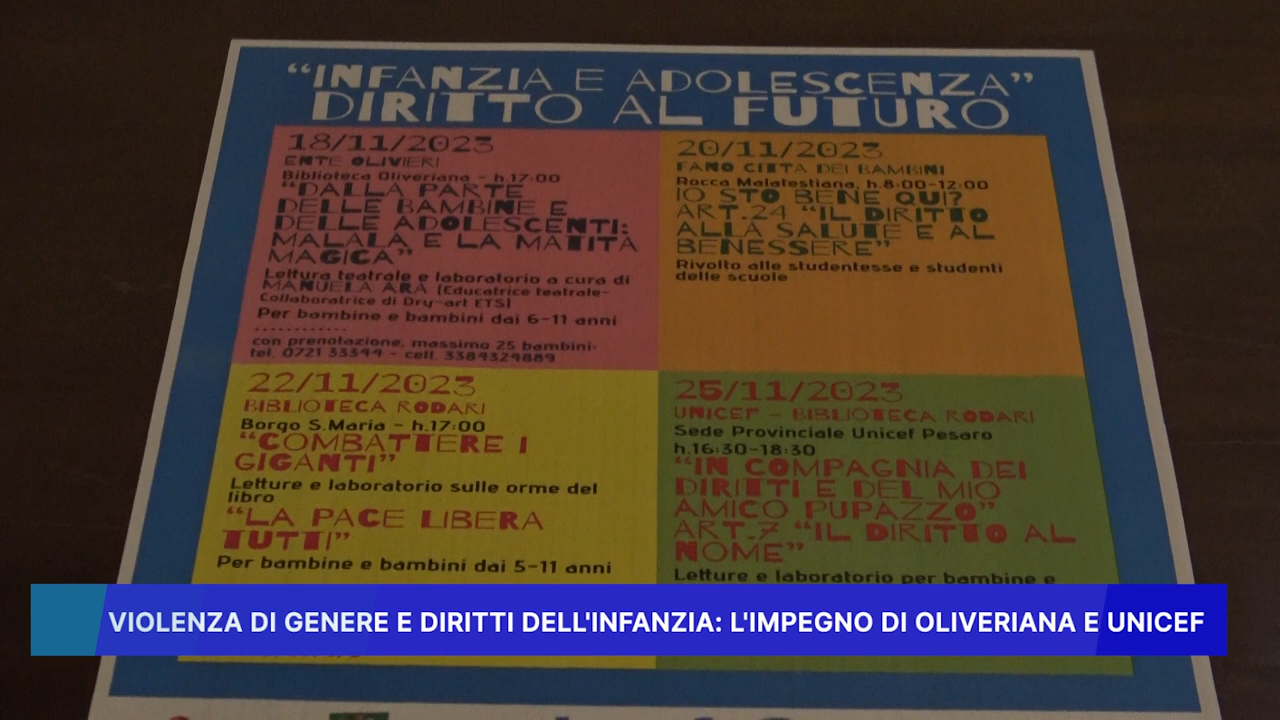 “INFANZIA E ADOLESCENZA”
DIRITTO AL FUTURO
18/11/2023
ENTE OLIVIERI
Biblioteca Oliveriana - h.17:00
“DALLA PARTE
DELLE BAMBINE E
DELLE ADOLESCENTI:
MALALA E LA MATITA
MAGICA”
Lettura teatrale e laboratorio a cura di
MANUELA ARA (Educatrice teatrale-
Collaboratrice di Dry-art ETS)
Per bambine e bambini dai 6-11 anni
............
con prenotazione, massimo 25 bambini:
tel. 0721 33344 - cell. 3384324889
20/11/2023
FANO CITTA DEI BAMBINI
Rocca Malatestiana, h.8:00-12:00
IO STO BENE QUI?
ART.24 “IL DIRITTO
ALLA SALUTE E AL
BENESSERE”
Rivolto alle studentesse e studenti
delle scuole
22/11/2023
BIBLIOTECA RODARI
Borgo S.Maria - h.17:00
“COMBATTERE I
GIGANTI”
Letture e laboratorio sulle orme del
libro
“LA PACE LIBERA
TUTTI”
Per bambine e bambini dai 5-11 anni
25/11/2023
UNICEF - BIBLIOTECA RODARI
Sede Provinciale Unicef Pesaro
h.16:30-18:30
“IN COMPAGNIA DEI
DIRITTI E DEL MIO
AMICO PUPAZZO”
ART.7 “IL DIRITTO AL
NOME”
Letture e laboratorio per bambine e
VIOLENZA DI GENERE E DIRITTI DELL'INFANZIA: L'IMPEGNO DI OLIVERIANA E UNICEF